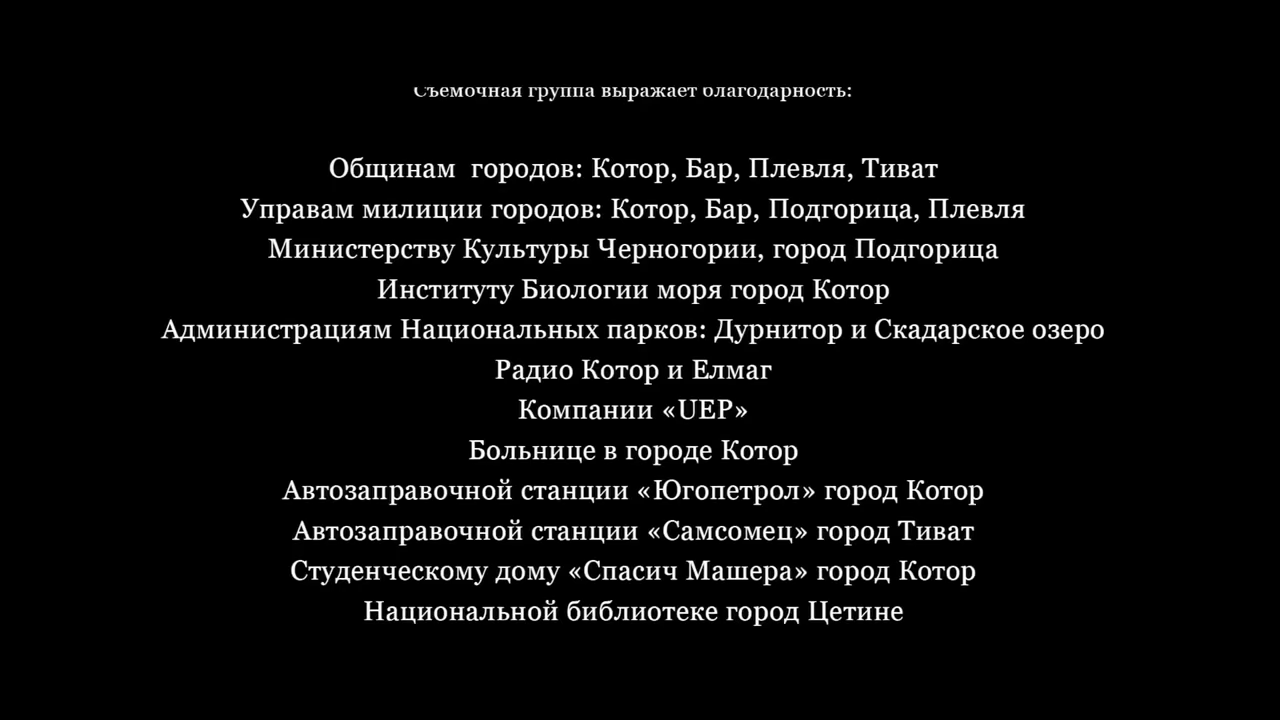 Съемочная группа выражает благодарность:
Общинам городов: Котор, Бар, Плевля, Тиват
Управам милиции городов: Котор, Бар, Подгорица, Плевля
Министерству Культуры Черногории, город Подгорица
Институту Биологии моря город Котор
Администрациям Национальных парков: Дурнитор и Скадарское озеро
Радио Котор и Елмаг
Компании «UEP»
Больнице в городе Котор
Автозаправочной станции «Югопетрол» город Котор
Автозаправочной станции «Самсомец» город Тиват
Студенческому дому «Спасич Машера» город Котор
Национальной библиотеке город Цетине